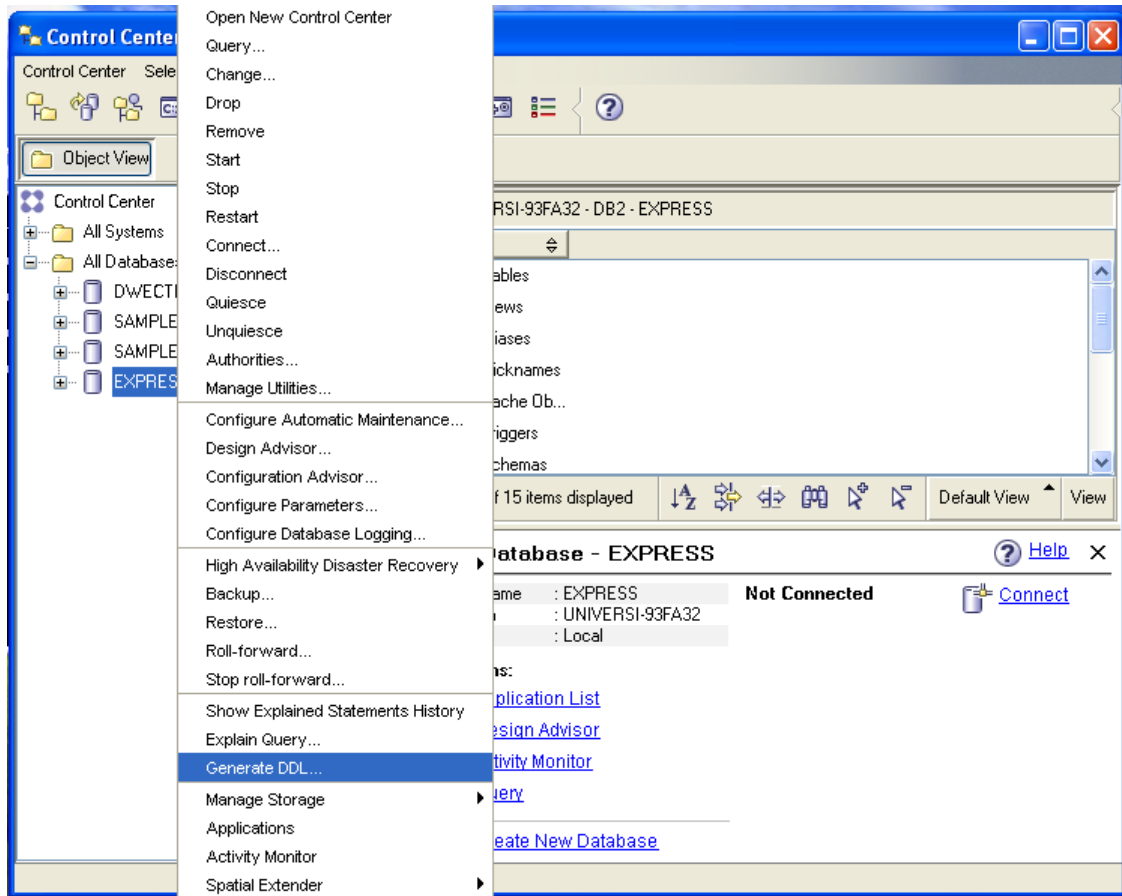 Control Cente
Control Center Sele
Object View
Control Center
All Systems
All Database
DWECTI
SAMPLE
SAMPLE
EXPRES
Open New Control Center
Query...
Change...
Drop
Remove
Start
Stop
Restart
Connect...
Disconnect
Quiesce
Unquiesce
Authorities...
Manage Utilities...
Configure Automatic Maintenance...
Design Advisor...
Configuration Advisor...
Configure Parameters...
Configure Database Logging...
High Availability Disaster Recovery
Backup...
Restore...
Roll-forward...
Stop roll-forward...
Show Explained Statements History
Explain Query...
Generate DDL...
Manage Storage
Applications
Activity Monitor
Spatial Extender
RSI-93FA32 - DB2 - EXPRESS
ables
ews
iases
icknames
ache Ob...
riggers
chemas
f 15 items displayed Default View View
atabase - EXPRESS Help
ame : EXPRESS Not Connected Connect
: UNIVERSI-93FA32
: Local
ns:
plication List
esign Advisor
tivity Monitor
uery
eate New Database